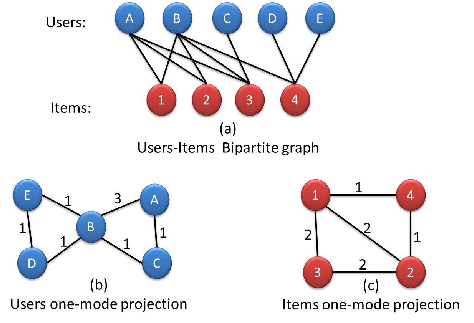 Users: A B C D E
Items: 1 2 3 4
(a)
Users-Items Bipartite graph
E 1 3 A
1 B 1
D 1 1 C
(b)
Users one-mode projection
1 1 4
2 2 1
3 2 2
(c)
Items one-mode projection